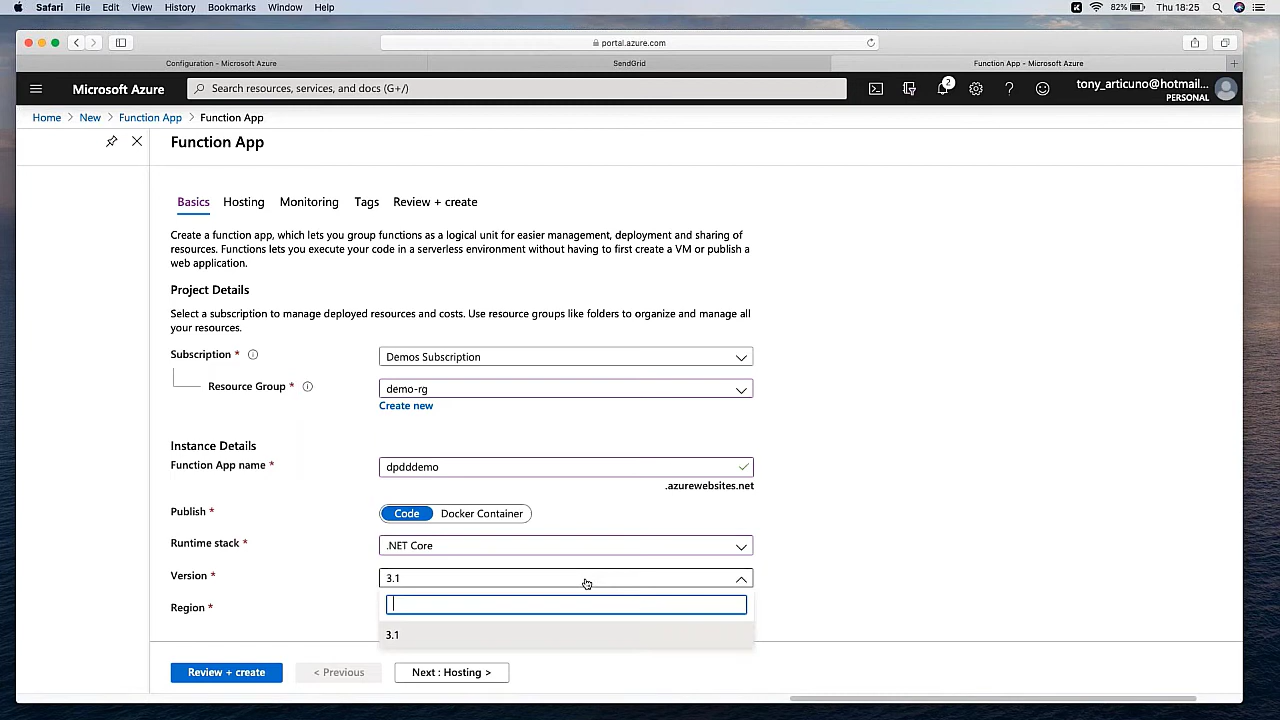 Safari File Edit View History Bookmarks Window Help
82% Thu 18:25
portal.azure.com
Configuration - Microsoft Azure
SendGrid
Function App - Microsoft Azure
Microsoft Azure
Search resources, services, and docs (G+/)
2
tony_articuno@hotmail...
PERSONAL
Home > New > Function App > Function App
Function App
Basics Hosting Monitoring Tags Review + create
Create a function app, which lets you group functions as a logical unit for easier management, deployment and sharing of
resources. Functions lets you execute your code in a serverless environment without having to first create a VM or publish a
web application.
Project Details
Select a subscription to manage deployed resources and costs. Use resource groups like folders to organize and manage all
your resources.
Subscription *
Demos Subscription
Resource Group *
demo-rg
Create new
Instance Details
Function App name *
dpdddemo
.azurewebsites.net
Publish *
Code Docker Container
Runtime stack *
.NET Core
Version *
3.1
Region *
3.1
Review + create
< Previous
Next : Hosting >